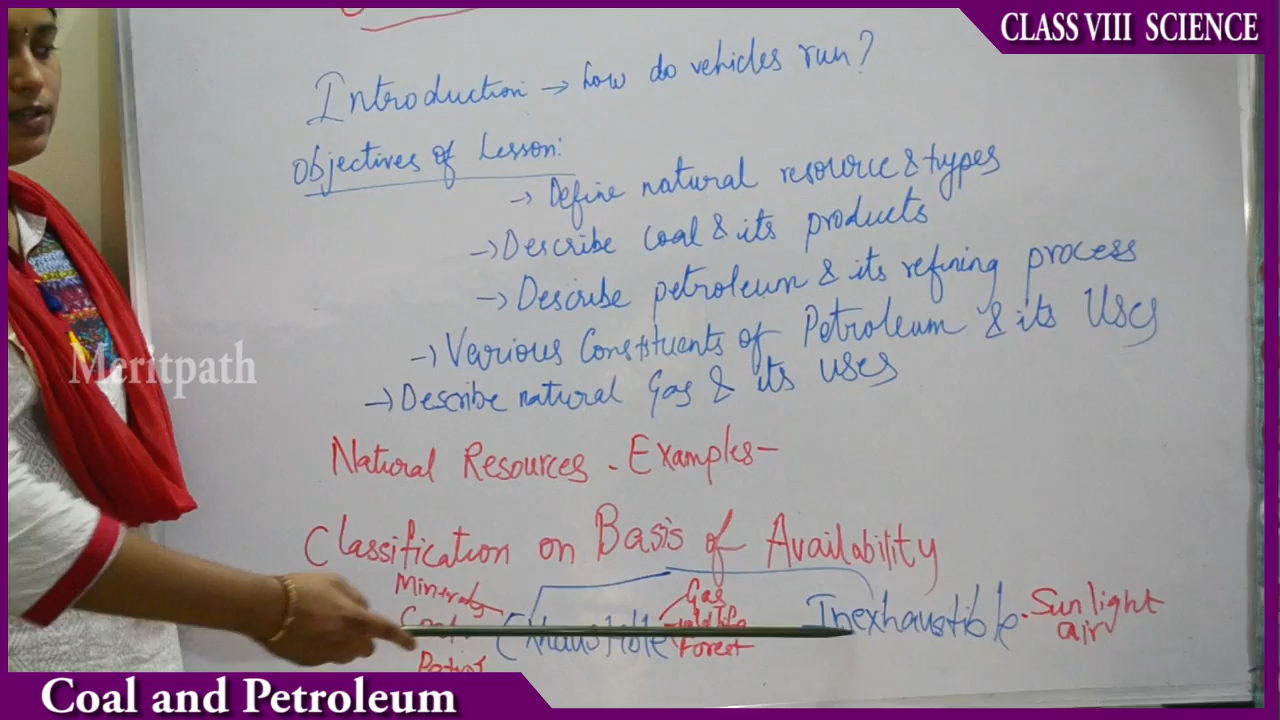 CLASS VIII SCIENCE
Introduction → how do vehicles run?
Objectives of Lesson:
→ Define natural resource & types
→ Describe coal & its products
→ Describe petroleum & its refining process
→ Various Constituents of Petroleum & its Uses
→ Describe natural Gas & its uses
Meritpath
Natural Resources - Examples -
Classification on Basis of Availability
Minerals
Gas
Exhaustible
Inexhaustible - Sunlight
air
Forest
Coal and Petroleum